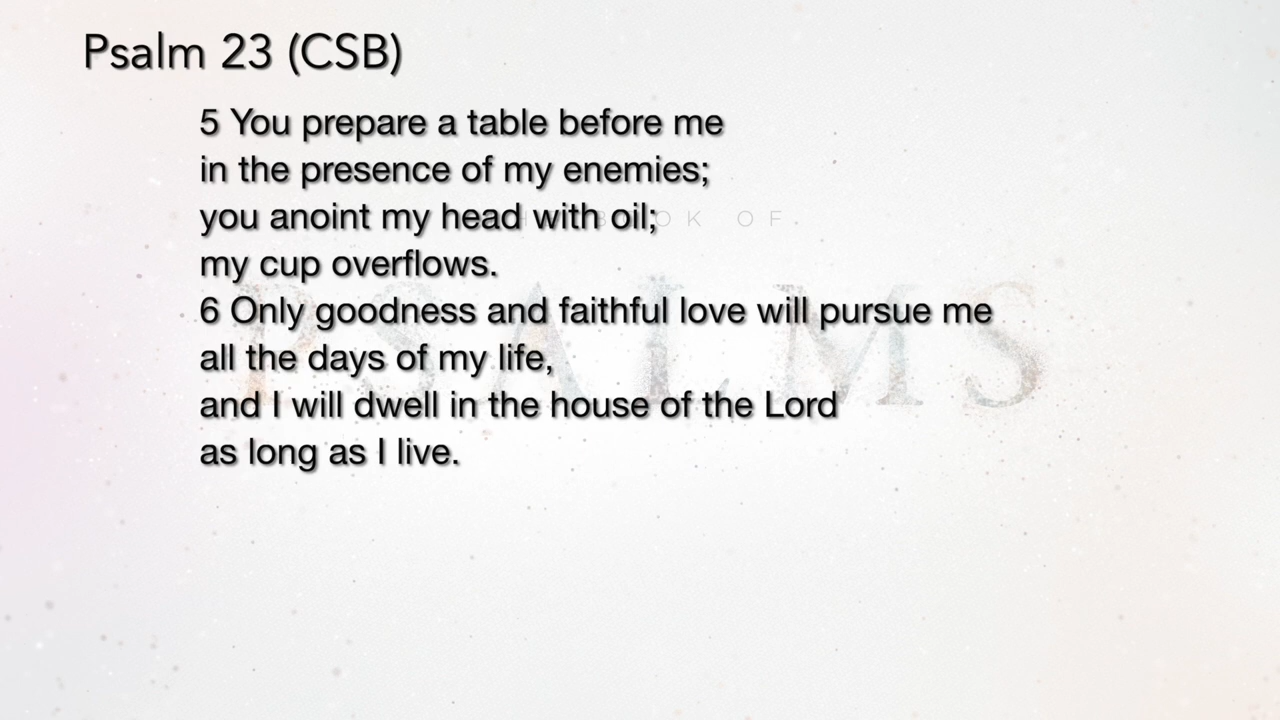 Psalm 23 (CSB)
5 You prepare a table before me
in the presence of my enemies;
you anoint my head with oil;
my cup overflows.
6 Only goodness and faithful love will pursue me
all the days of my life,
and I will dwell in the house of the Lord
as long as I live.
OF
PSALMS